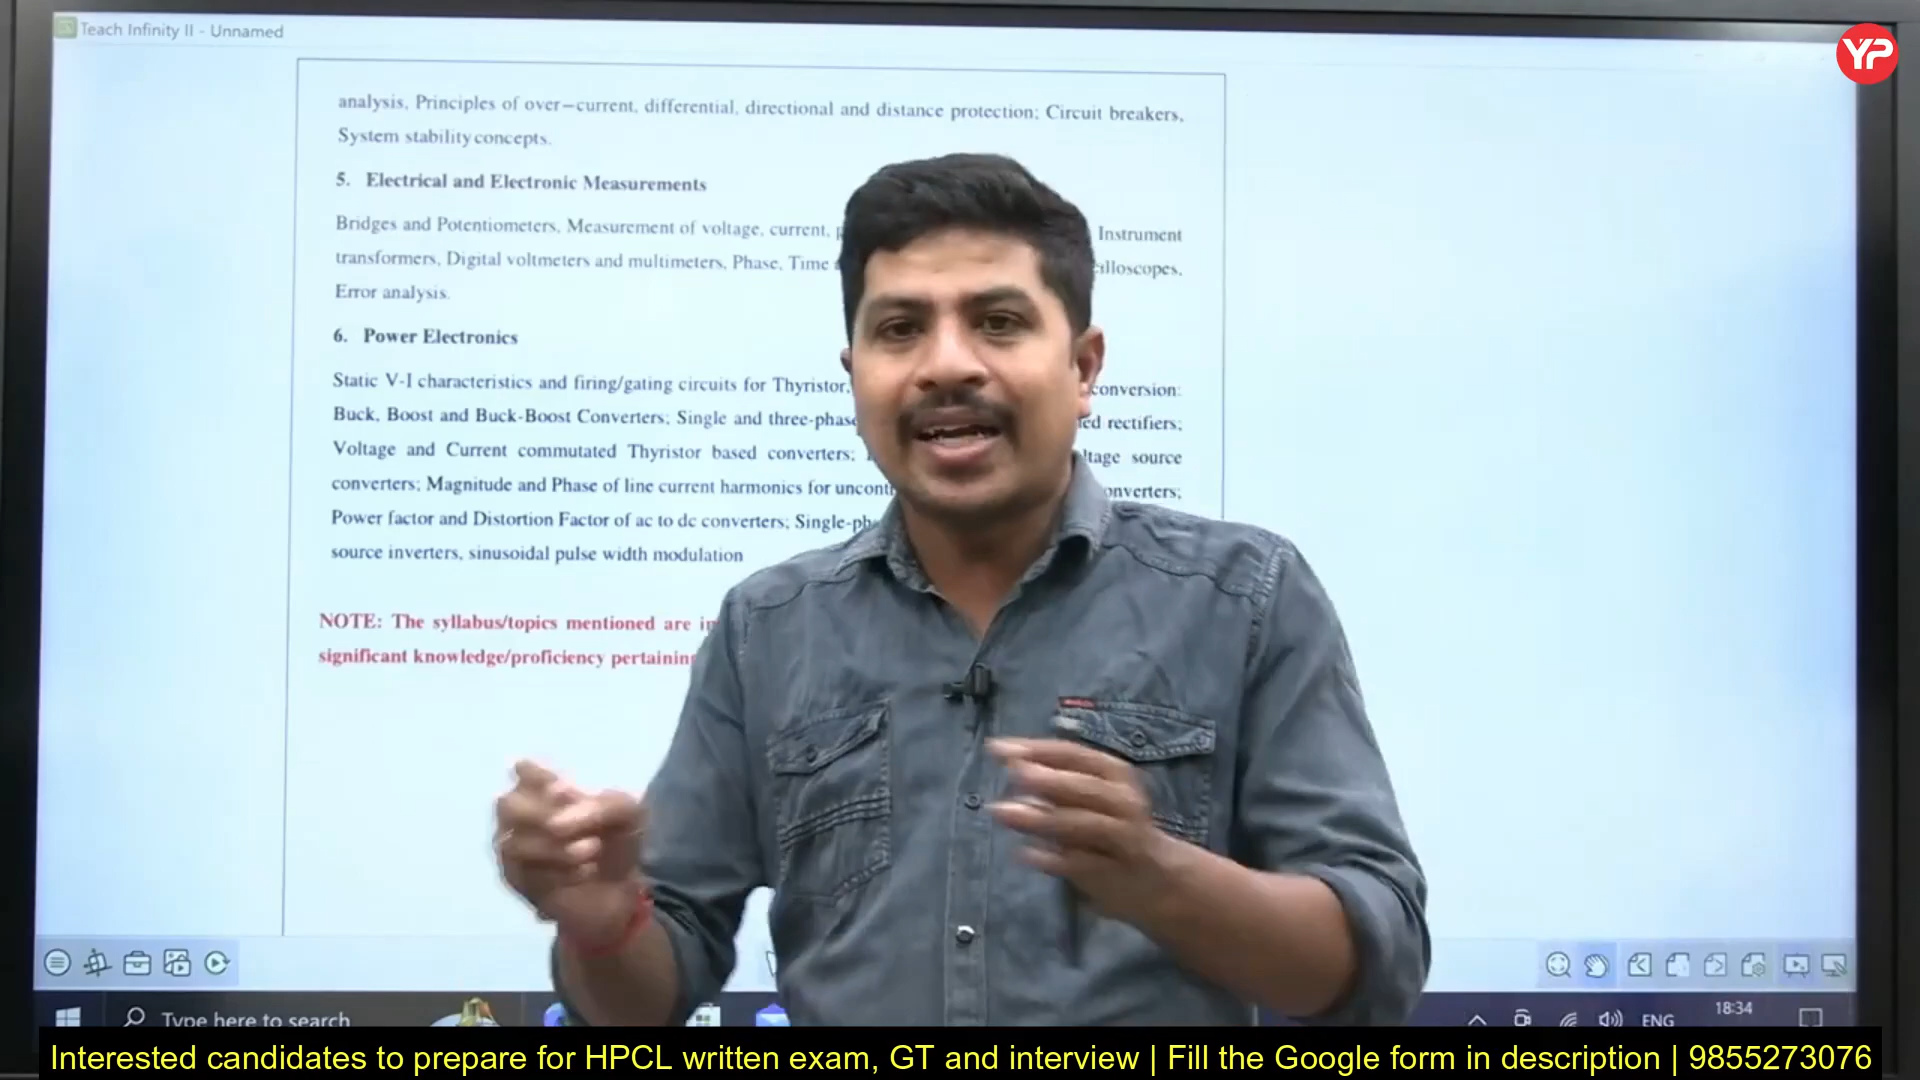 Teach Infinity II - Unnamed
YP
analysis, Principles of over–current, differential, directional and distance protection; Circuit breakers,
System stability concepts.
5. Electrical and Electronic Measurements
Bridges and Potentiometers, Measurement of voltage, current, Instrument
transformers, Digital voltmeters and multimeters, Phase, Time
Error analysis.
6. Power Electronics
Static V-I characteristics and firing/gating circuits for Thyristor, conversion:
Buck, Boost and Buck-Boost Converters; Single and three-phase rectifiers;
Voltage and Current commutated Thyristor based converters; source
converters; Magnitude and Phase of line current harmonics for
Power factor and Distortion Factor of ac to dc converters;
source inverters, sinusoidal pulse width modulation
NOTE: The syllabus/topics mentioned are
significant knowledge/proficiency pertaining
Type here to search
ENG
18:34
Interested candidates to prepare for HPCL written exam, GT and interview | Fill the Google form in description | 9855273076